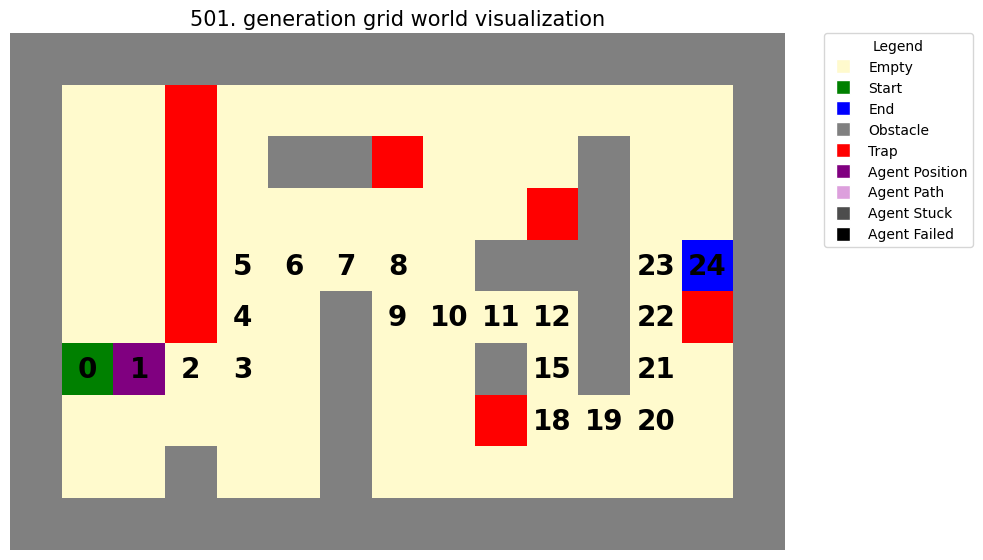 501. generation grid world visualization
Legend
Empty
Start
End
Obstacle
Trap
Agent Position
Agent Path
Agent Stuck
Agent Failed
5 6 7 8 23 24
4 9 10 11 12 22
0 1 2 3 15 21
18 19 20